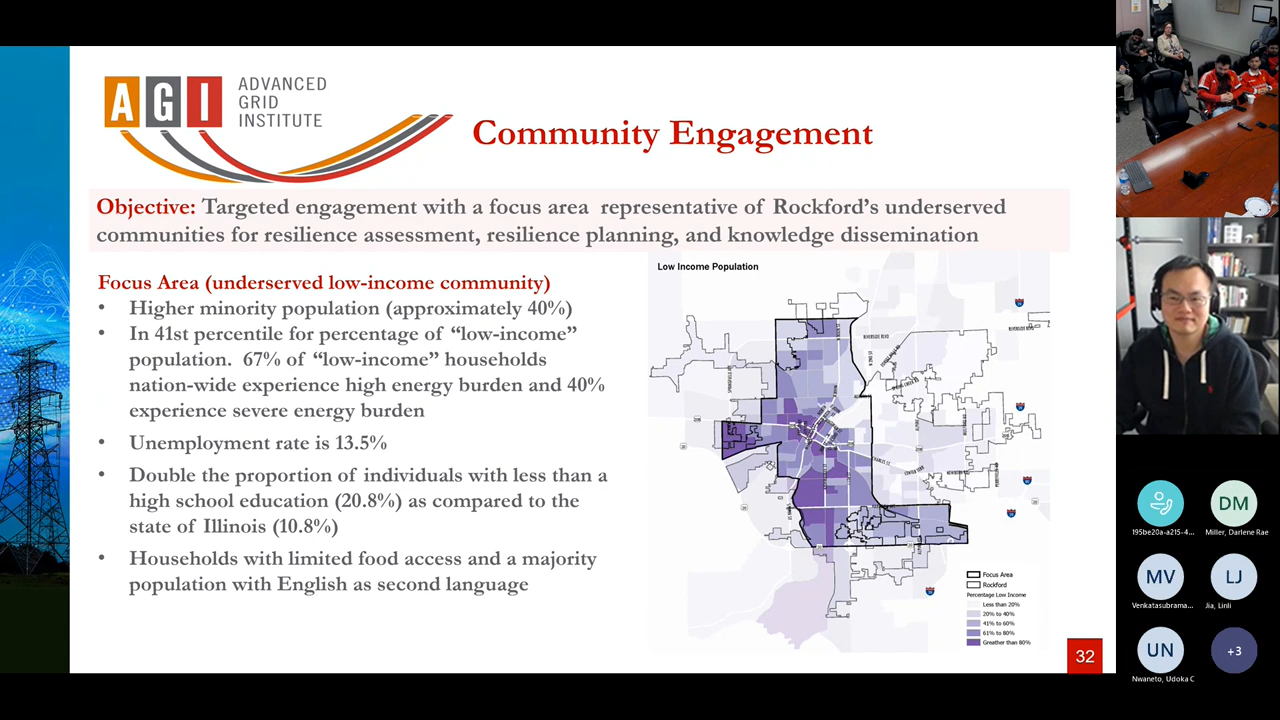 AGI
ADVANCED
GRID
INSTITUTE
Community Engagement
Objective: Targeted engagement with a focus area representative of Rockford's underserved
communities for resilience assessment, resilience planning, and knowledge dissemination
Focus Area (underserved low-income community)
• Higher minority population (approximately 40%)
• In 41st percentile for percentage of “low-income”
population. 67% of “low-income” households
nation-wide experience high energy burden and 40%
experience severe energy burden
• Unemployment rate is 13.5%
• Double the proportion of individuals with less than a
high school education (20.8%) as compared to the
state of Illinois (10.8%)
• Households with limited food access and a majority
population with English as second language
Low Income Population
RIVERSIDE BLVD
RIVERSIDE BLVD
Focus Area
Rockford
Percentage Low Income
Less than 20%
20% to 40%
41% to 60%
61% to 80%
Greather than 80%
32
DM
195be20a-a215-4...
Miller, Darlene Rae
MV
LJ
Venkatasubrama...
Jia, Linli
UN
+3
Nwaneto, Udoka C